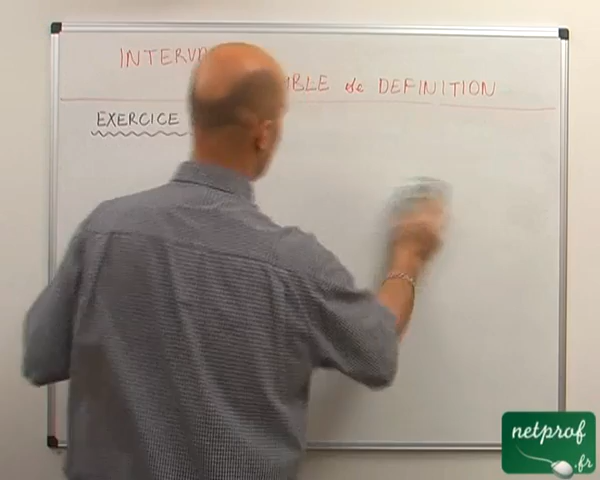 INTERV
BLE de DEFINITION
EXERCICE
netprof
.fr